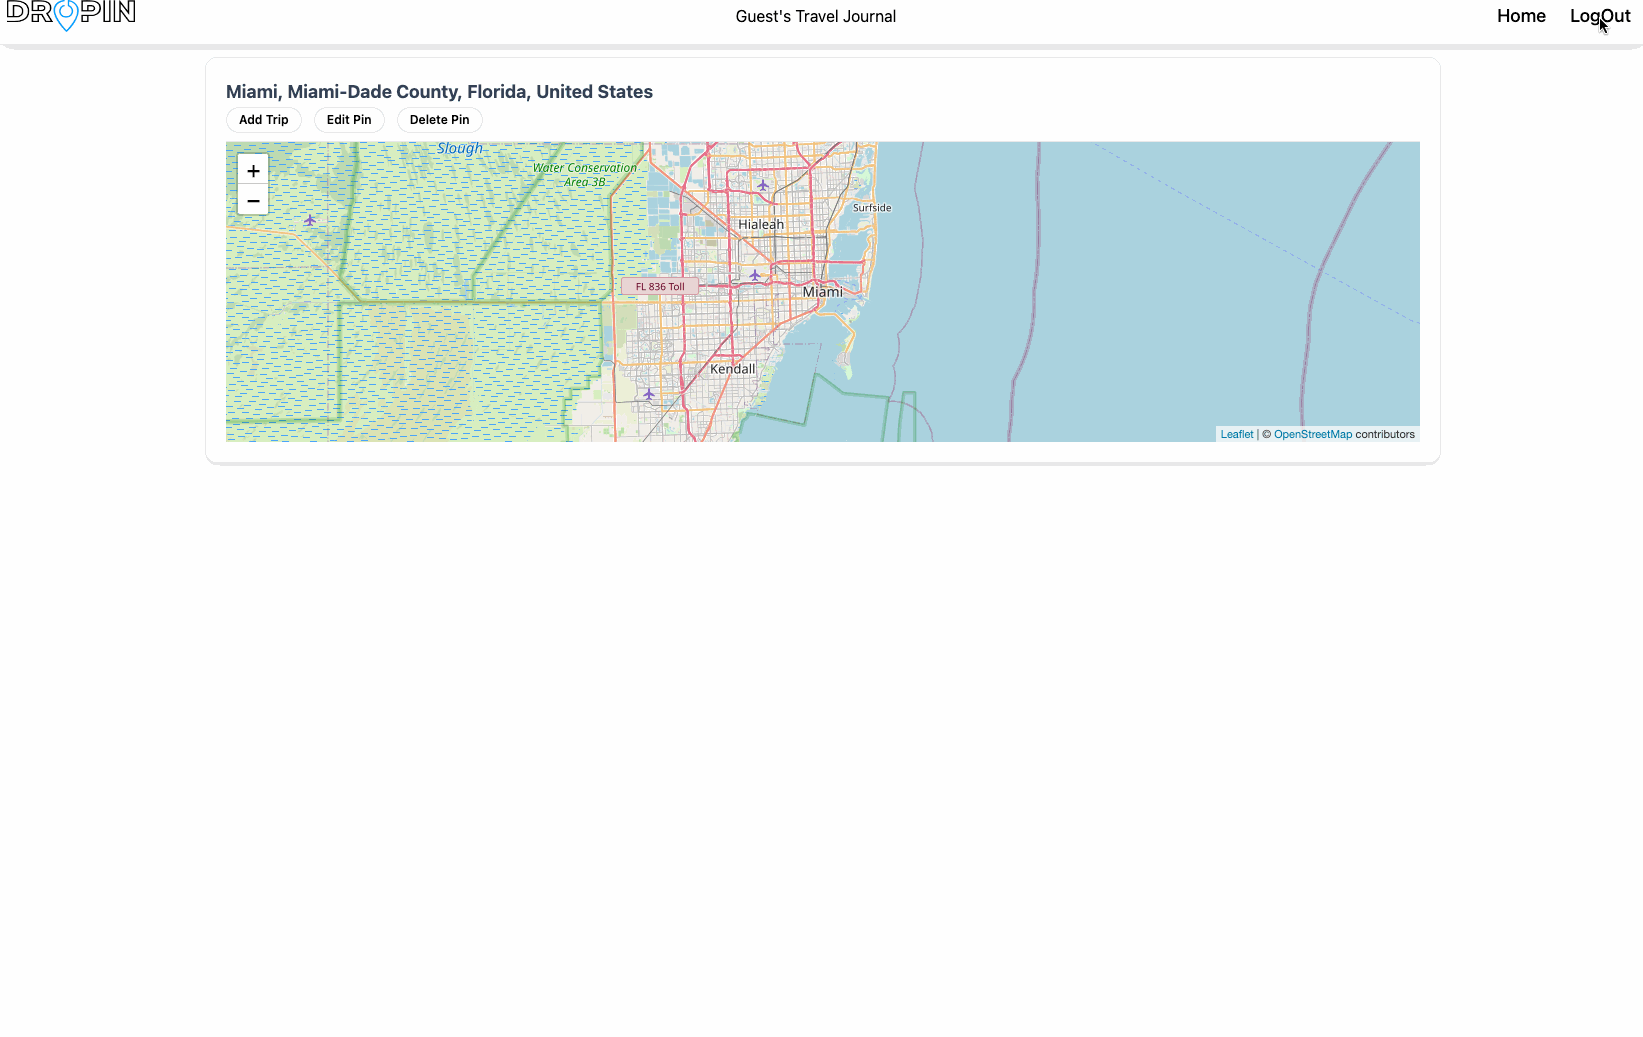 DROPIN
Guest's Travel Journal
Home
LogOut
Miami, Miami-Dade County, Florida, United States
Add Trip
Edit Pin
Delete Pin
+
−
Slough
Water Conservation
Area 3B
Surfside
Hialeah
FL 836 Toll
Miami
Kendall
Leaflet | © OpenStreetMap contributors